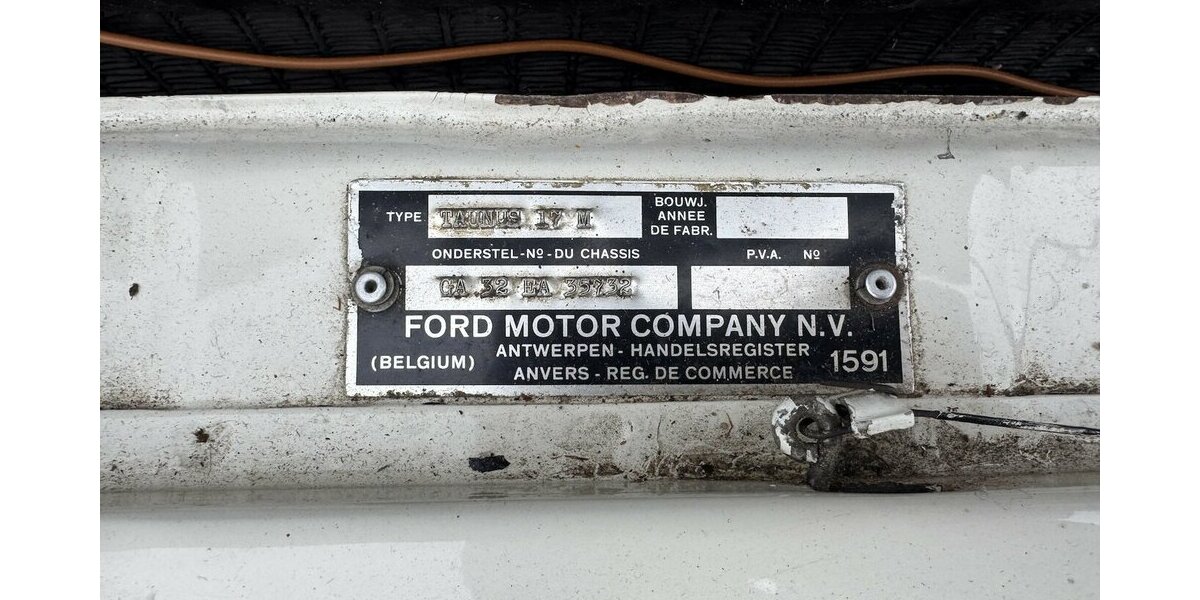 TYPE TAUNUS 17 M BOUWJ. ANNEE DE FABR.
ONDERSTEL-Nº-DU CHASSIS P.V.A. Nº
GA 32 EA 35732
FORD MOTOR COMPANY N.V.
(BELGIUM) ANTWERPEN - HANDELSREGISTER 1591
ANVERS - REG. DE COMMERCE